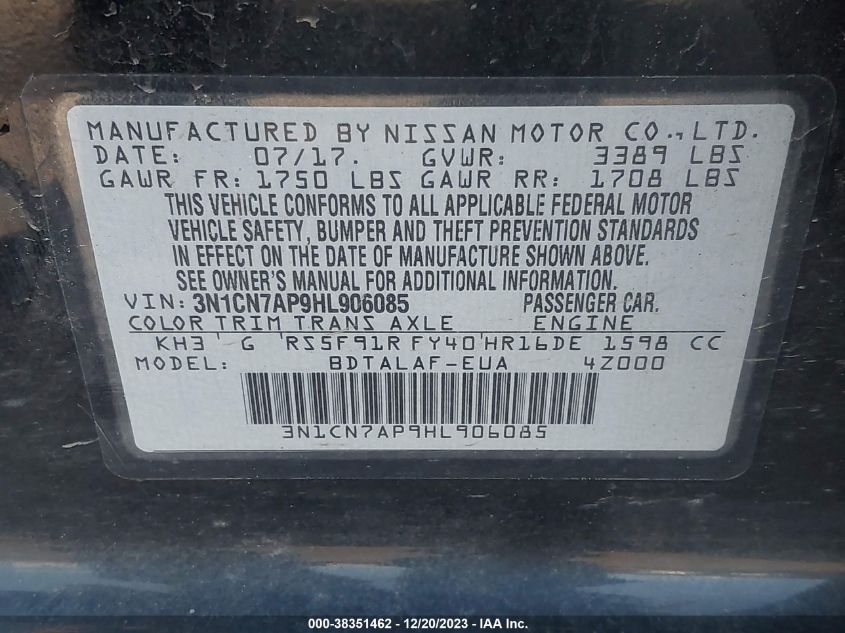 MANUFACTURED BY NISSAN MOTOR CO., LTD.
DATE: 07/17. GVWR: 3389 LBS
GAWR FR: 1750 LBS GAWR RR: 1708 LBS
THIS VEHICLE CONFORMS TO ALL APPLICABLE FEDERAL MOTOR
VEHICLE SAFETY, BUMPER AND THEFT PREVENTION STANDARDS
IN EFFECT ON THE DATE OF MANUFACTURE SHOWN ABOVE.
SEE OWNER'S MANUAL FOR ADDITIONAL INFORMATION.
VIN: 3N1CN7AP9HL906085 PASSENGER CAR.
COLOR TRIM TRANS AXLE ENGINE
KH3 G RS5F91R FY40 HR16DE 1598 CC
MODEL: BDTALAF-EUA 4Z000
3N1CN7AP9HL906085
000-38351462 - 12/20/2023 - IAA Inc.